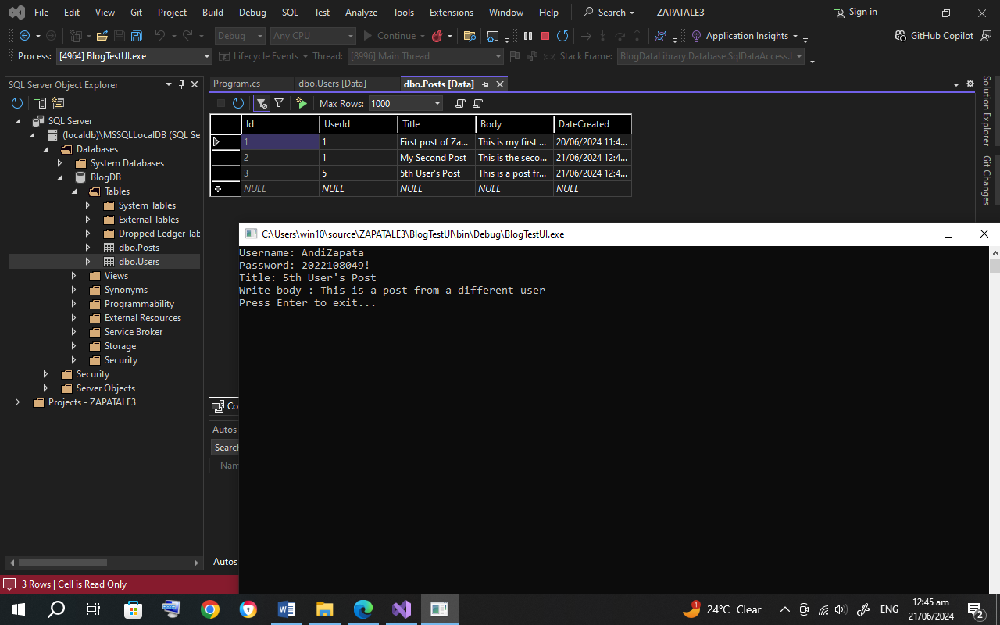 File Edit View Git Project Build Debug SQL Test Analyze Tools Extensions Window Help Search ZAPATALE3 Sign in
Debug Any CPU Continue Application Insights GitHub Copilot
Process: [4964] BlogTestUI.exe Lifecycle Events Thread: [8996] Main Thread Stack Frame: BlogDataLibrary.Database.SqlDataAccess.
SQL Server Object Explorer
SQL Server
(localdb)\MSSQLLocalDB (SQL Se
Databases
System Databases
BlogDB
Tables
System Tables
External Tables
Dropped Ledger Tab
dbo.Posts
dbo.Users
Views
Synonyms
Programmability
External Resources
Service Broker
Storage
Security
Security
Server Objects
Projects - ZAPATALE3
Program.cs dbo.Users [Data] dbo.Posts [Data]
Max Rows: 1000
Id UserId Title Body DateCreated
1 1 First post of Za... This is my first ... 20/06/2024 11:4...
2 1 My Second Post This is the seco... 21/06/2024 12:4...
3 5 5th User's Post This is a post fr... 21/06/2024 12:4...
NULL NULL NULL NULL NULL
Solution Explorer
Git Changes
Co
Autos
Search
Nam
Autos
C:\Users\win10\source\ZAPATALE3\BlogTestUI\bin\Debug\BlogTestUI.exe
Username: AndiZapata
Password: 2022108049!
Title: 5th User's Post
Write body : This is a post from a different user
Press Enter to exit...
3 Rows | Cell is Read Only
1 24°C Clear ENG 12:45 am
21/06/2024
2